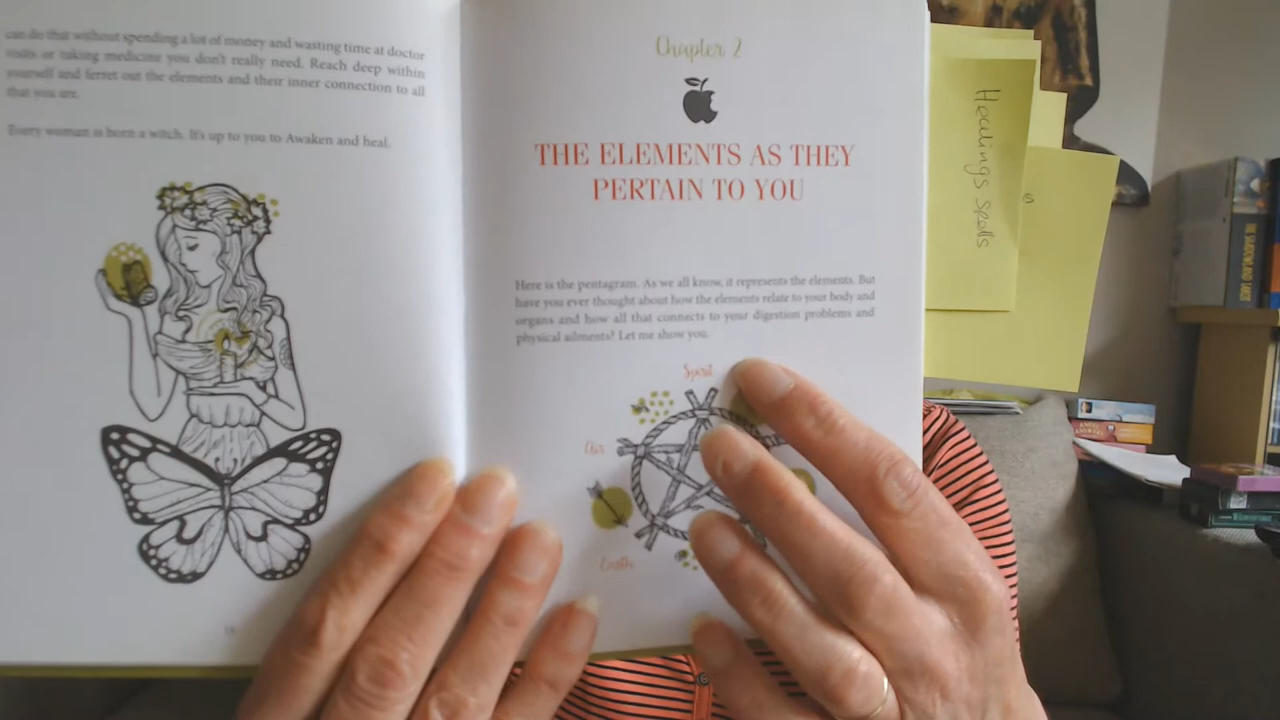 can do that without spending a lot of money and wasting time at doctor
visits or taking medicine you don't really need. Reach deep within
yourself and ferret out the elements and their inner connection to all
that you are.
Every woman is born a witch. It's up to you to Awaken and heal.
Chapter 2
THE ELEMENTS AS THEY
PERTAIN TO YOU
Here is the pentagram. As we all know, it represents the elements. But
have you ever thought about how the elements relate to your body and
organs and how all that connects to your digestion problems and
physical ailments? Let me show you.
Spirit
Air
Earth
Healings Spells
s